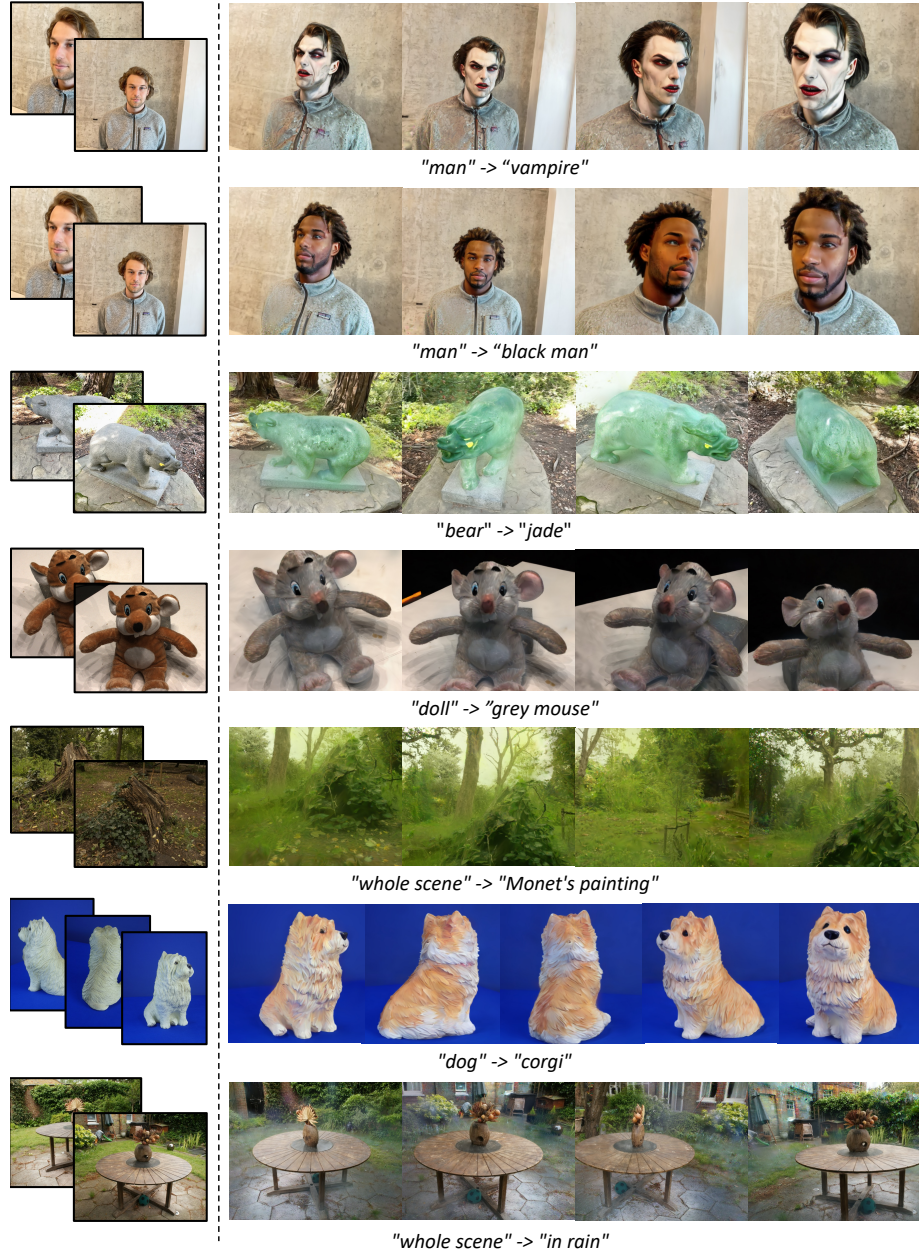 "man" -> “vampire"
"man" -> “black man"
"bear" -> "jade"
"doll" -> ”grey mouse"
"whole scene" -> "Monet's painting"
"dog" -> "corgi"
"whole scene" -> "in rain"